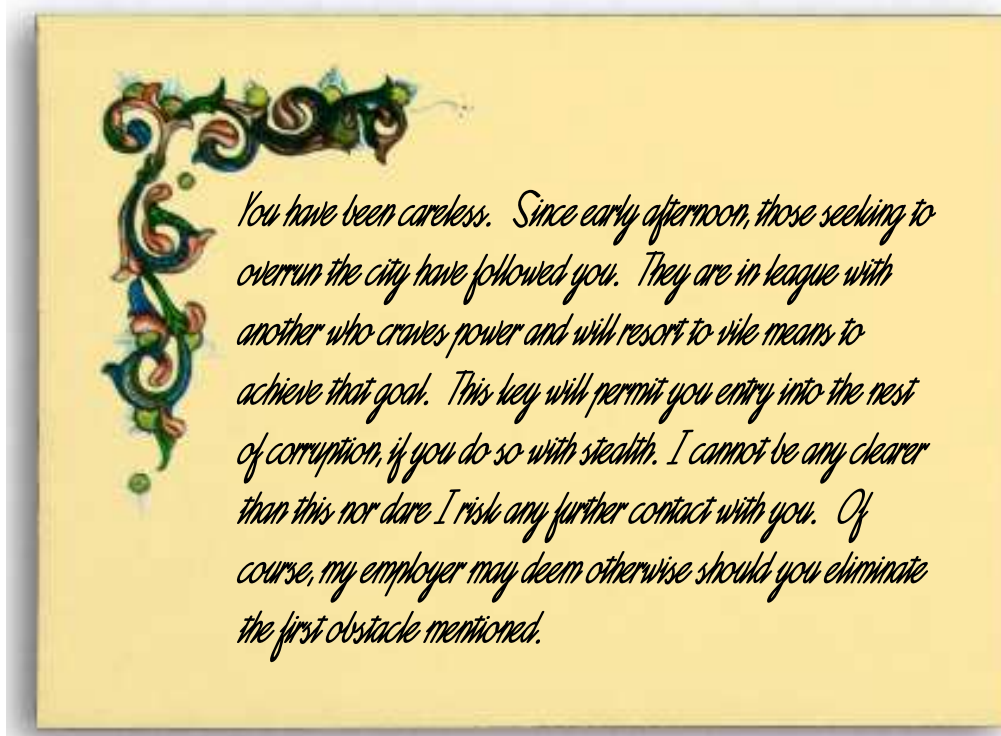 You have been careless. Since early afternoon, those seeking to
overrun the city have followed you. They are in league with
another who craves power and will resort to vile means to
achieve that goal. This key will permit you entry into the nest
of corruption, if you do so with stealth. I cannot be any clearer
than this nor dare I risk any further contact with you. Of
course, my employer may deem otherwise should you eliminate
the first obstacle mentioned.